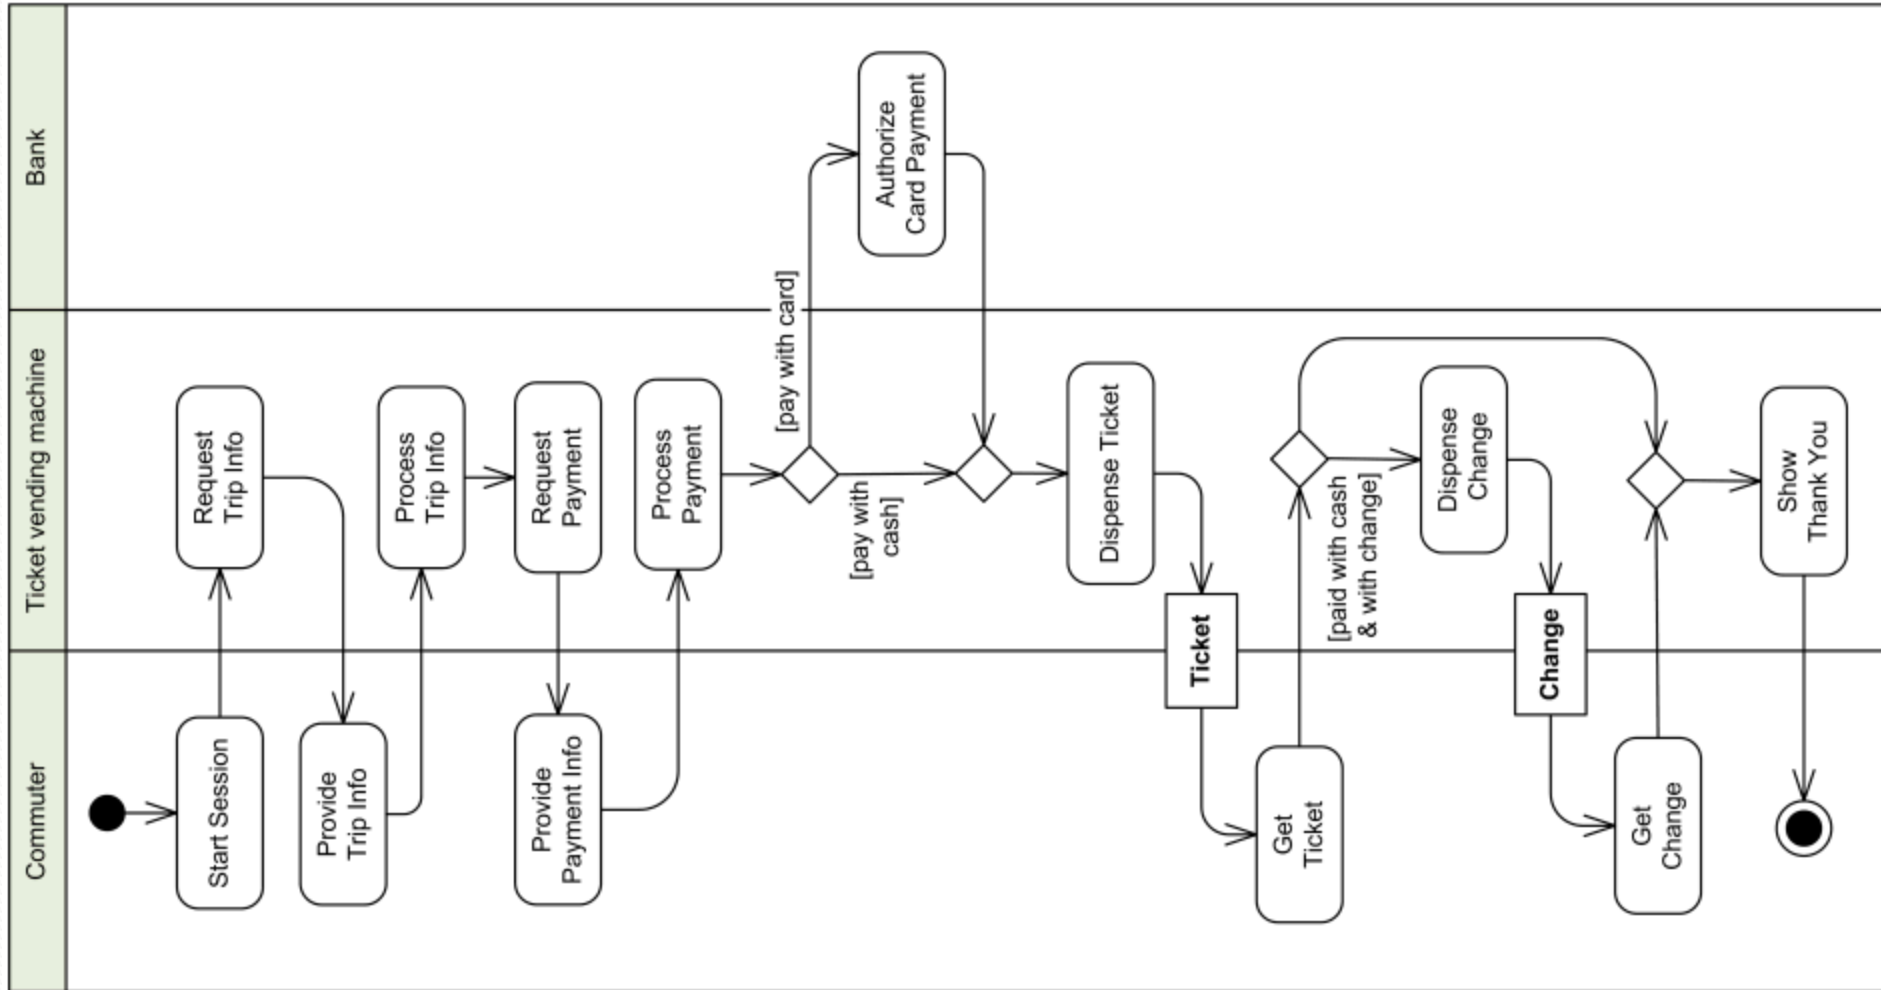 Bank
Ticket vending machine
Commuter
Start Session
Request
Trip Info
Provide
Trip Info
Process
Trip Info
Request
Payment
Provide
Payment Info
Process
Payment
[pay with card]
[pay with
cash]
Authorize
Card Payment
Dispense Ticket
Ticket
Get
Ticket
[paid with cash
& with change]
Dispense
Change
Change
Get
Change
Show
Thank You